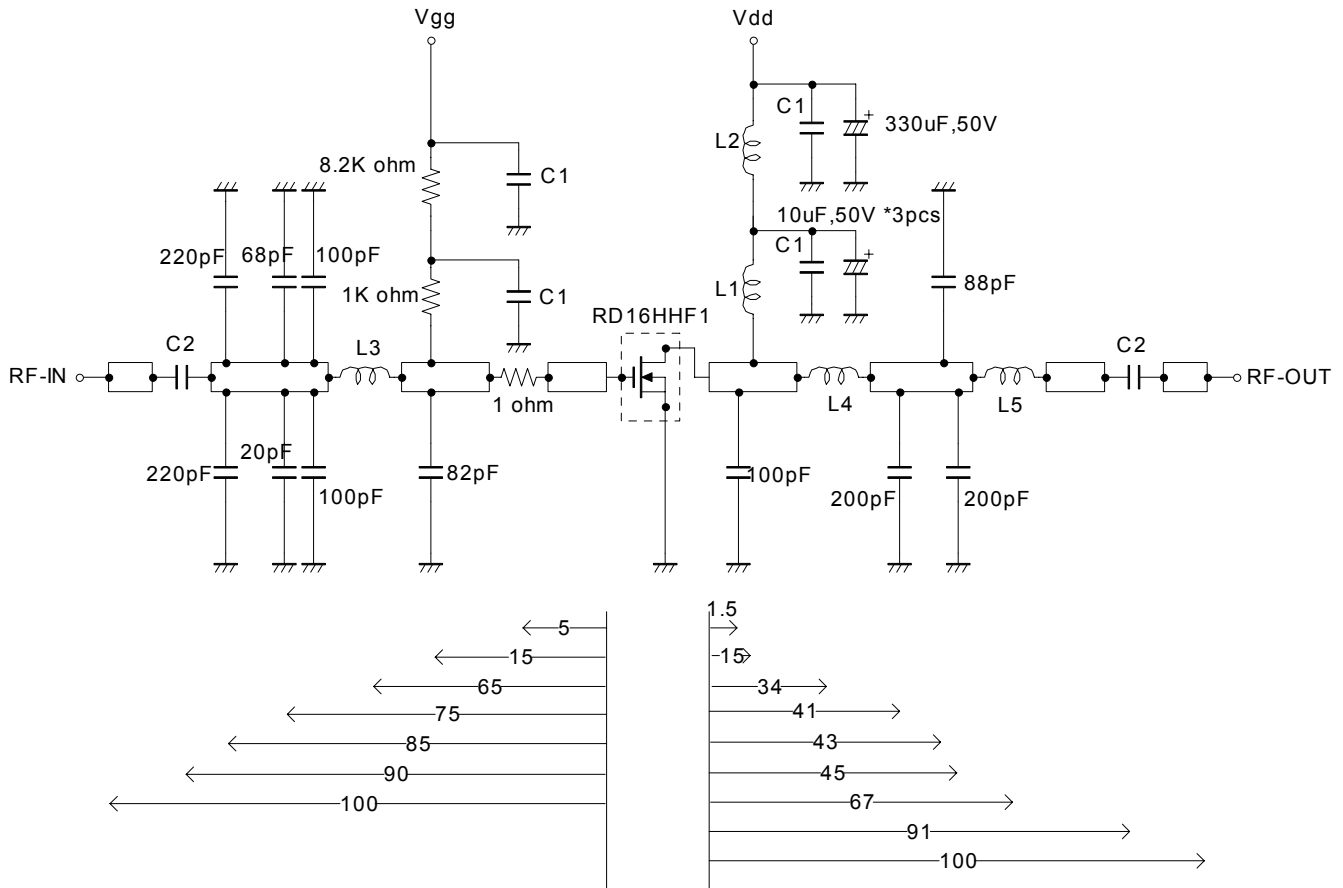 Vgg
Vdd
C1
330uF,50V
L2
8.2K ohm
C1
10uF,50V *3pcs
C1
220pF
68pF
100pF
1K ohm
C1
L1
88pF
RD16HHF1
C2
L3
C2
RF-IN
RF-OUT
1 ohm
L4
L5
220pF
20pF
100pF
82pF
100pF
200pF
200pF
1.5
5
15
15
65
34
75
41
85
43
90
45
100
67
91
100